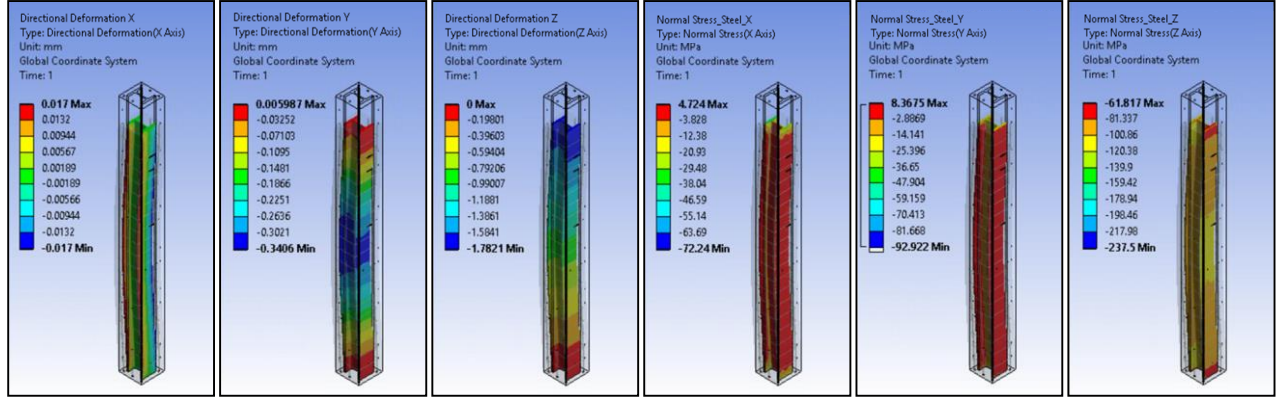 Directional Deformation X
Type: Directional Deformation(X Axis)
Unit: mm
Global Coordinate System
Time: 1
0.017 Max
0.0132
0.00944
0.00567
0.00189
-0.00189
-0.00566
-0.00944
-0.0132
-0.017 Min
Directional Deformation Y
Type: Directional Deformation(Y Axis)
Unit: mm
Global Coordinate System
Time: 1
0.005987 Max
-0.03252
-0.07103
-0.1095
-0.1481
-0.1866
-0.2251
-0.2636
-0.3021
-0.3406 Min
Directional Deformation Z
Type: Directional Deformation(Z Axis)
Unit: mm
Global Coordinate System
Time: 1
0 Max
-0.19801
-0.39603
-0.59404
-0.79206
-0.99007
-1.1881
-1.3861
-1.5841
-1.7821 Min
Normal Stress_Steel_X
Type: Normal Stress(X Axis)
Unit: MPa
Global Coordinate System
Time: 1
4.724 Max
-3.828
-12.38
-20.93
-29.48
-38.04
-46.59
-55.14
-63.69
-72.24 Min
Normal Stress_Steel_Y
Type: Normal Stress(Y Axis)
Unit: MPa
Global Coordinate System
Time: 1
8.3675 Max
-2.8869
-14.141
-25.396
-36.65
-47.904
-59.159
-70.413
-81.668
-92.922 Min
Normal Stress_Steel_Z
Type: Normal Stress(Z Axis)
Unit: MPa
Global Coordinate System
Time: 1
-61.817 Max
-81.337
-100.86
-120.38
-139.9
-159.42
-178.94
-198.46
-217.98
-237.5 Min